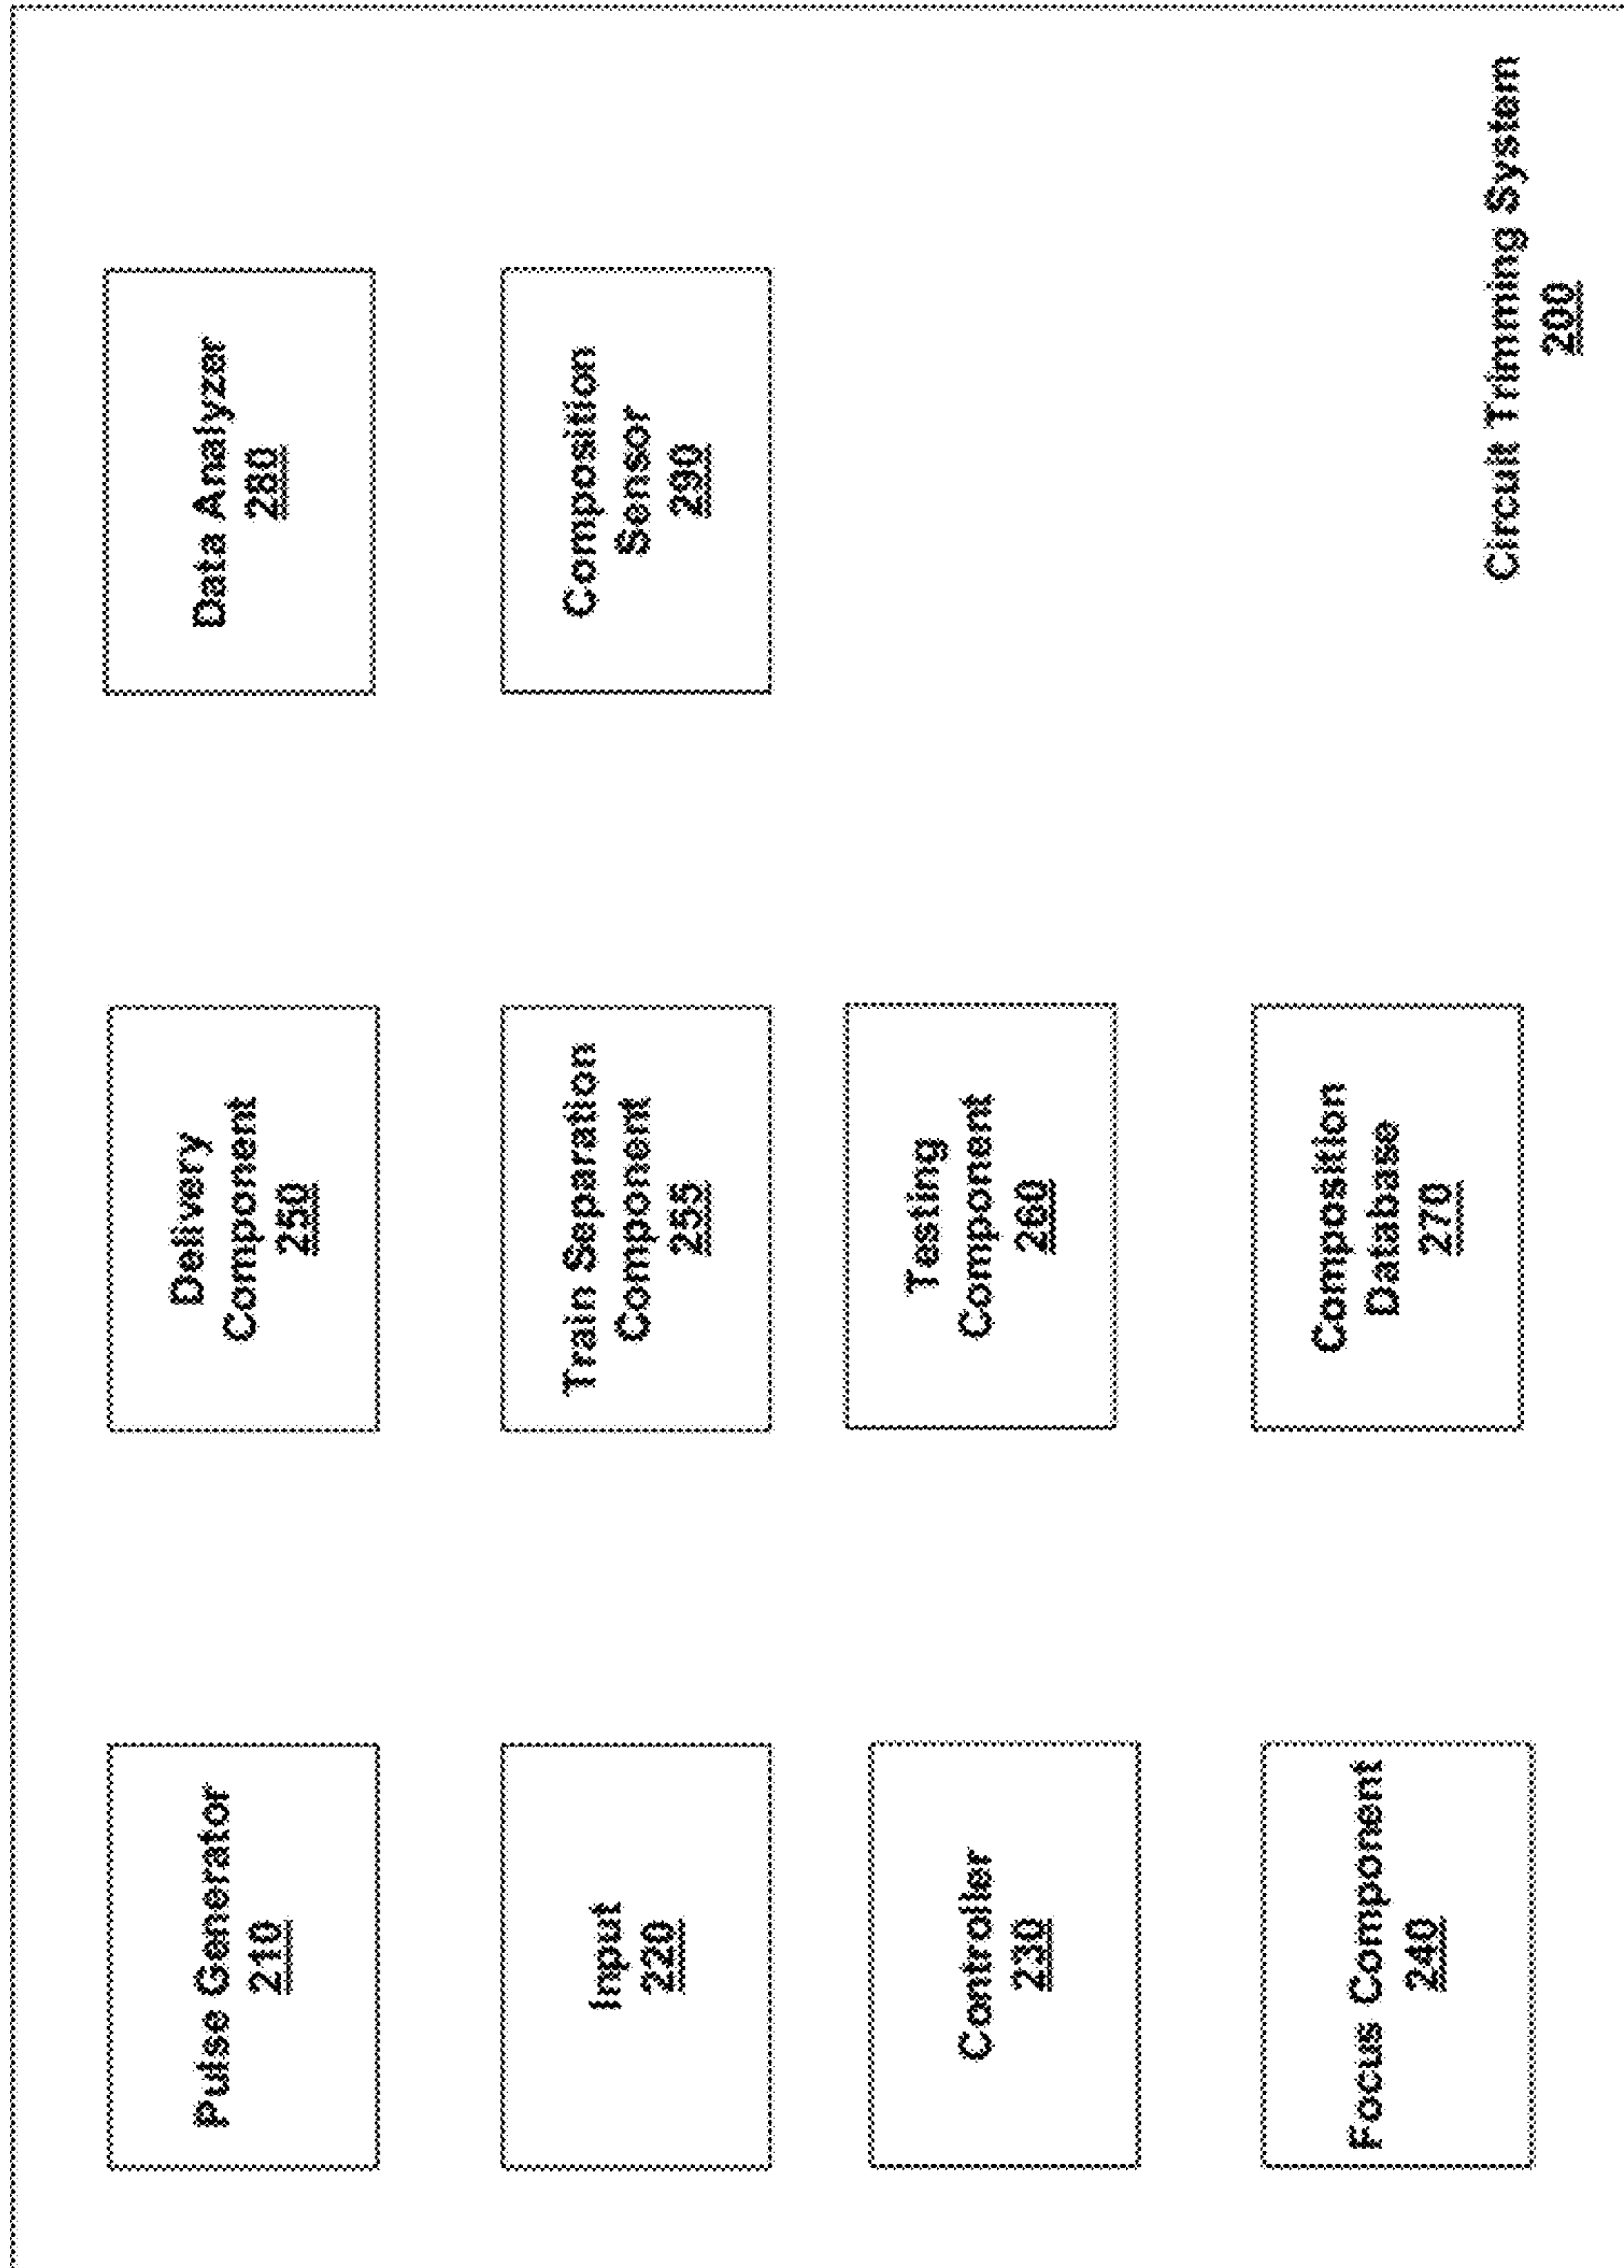 Pulse Generator
210
Input
220
Controller
230
Focus Component
240
Delivery
Component
250
Train Separation
Component
255
Testing
Component
260
Composition
Database
270
Data Analyzer
280
Composition
Sensor
290
Circuit Trimming System
200